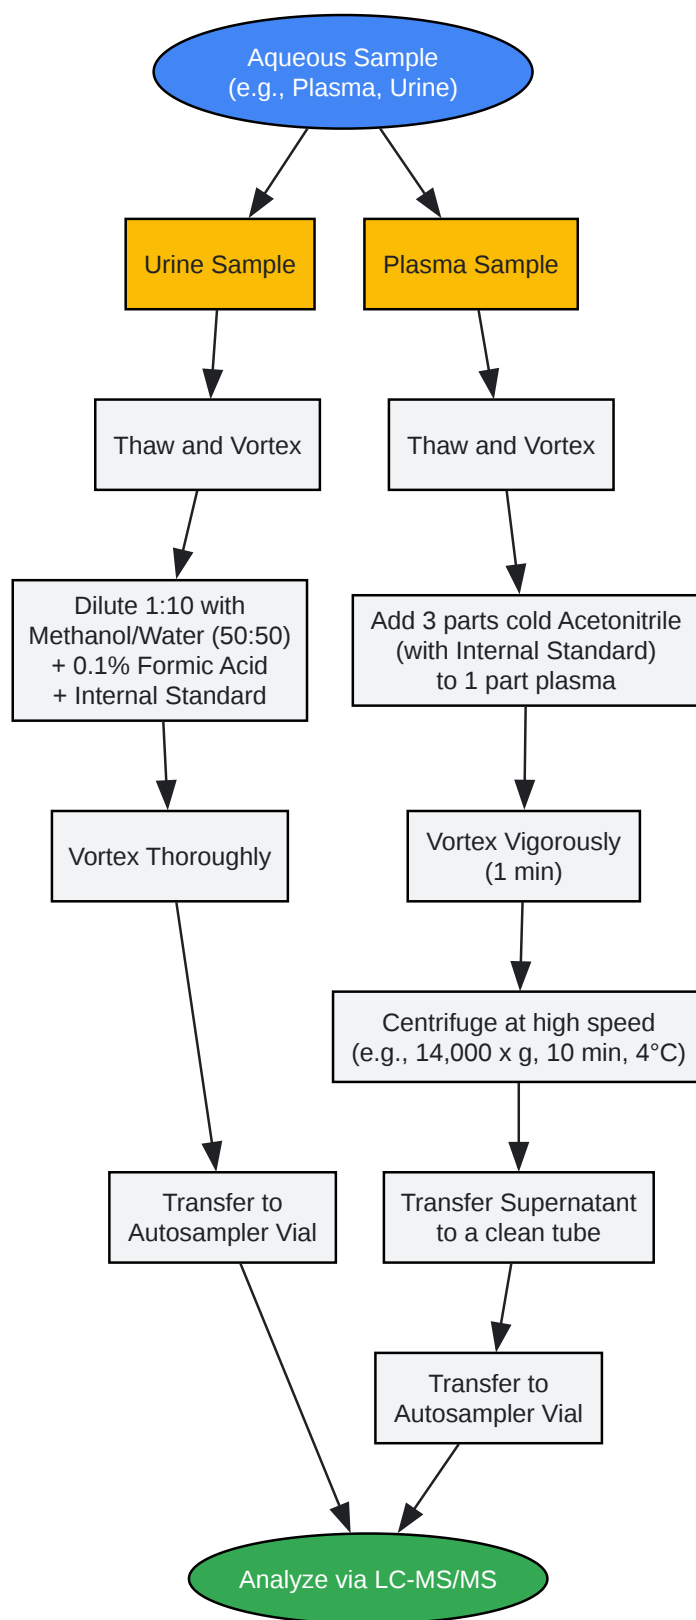 Aqueous Sample
(e.g., Plasma, Urine)
Urine Sample
Plasma Sample
Thaw and Vortex
Thaw and Vortex
Dilute 1:10 with
Methanol/Water (50:50)
+ 0.1% Formic Acid
+ Internal Standard
Add 3 parts cold Acetonitrile
(with Internal Standard)
to 1 part plasma
Vortex Thoroughly
Vortex Vigorously
(1 min)
Centrifuge at high speed
(e.g., 14,000 x g, 10 min, 4°C)
Transfer to
Autosampler Vial
Transfer Supernatant
to a clean tube
Transfer to
Autosampler Vial
Analyze via LC-MS/MS